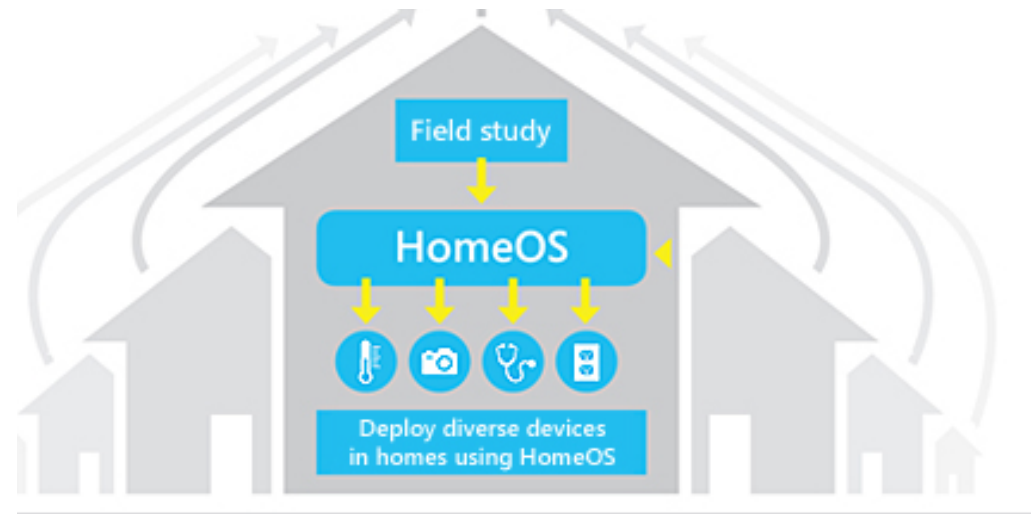 Field study
HomeOS
Deploy diverse devices
in homes using HomeOS